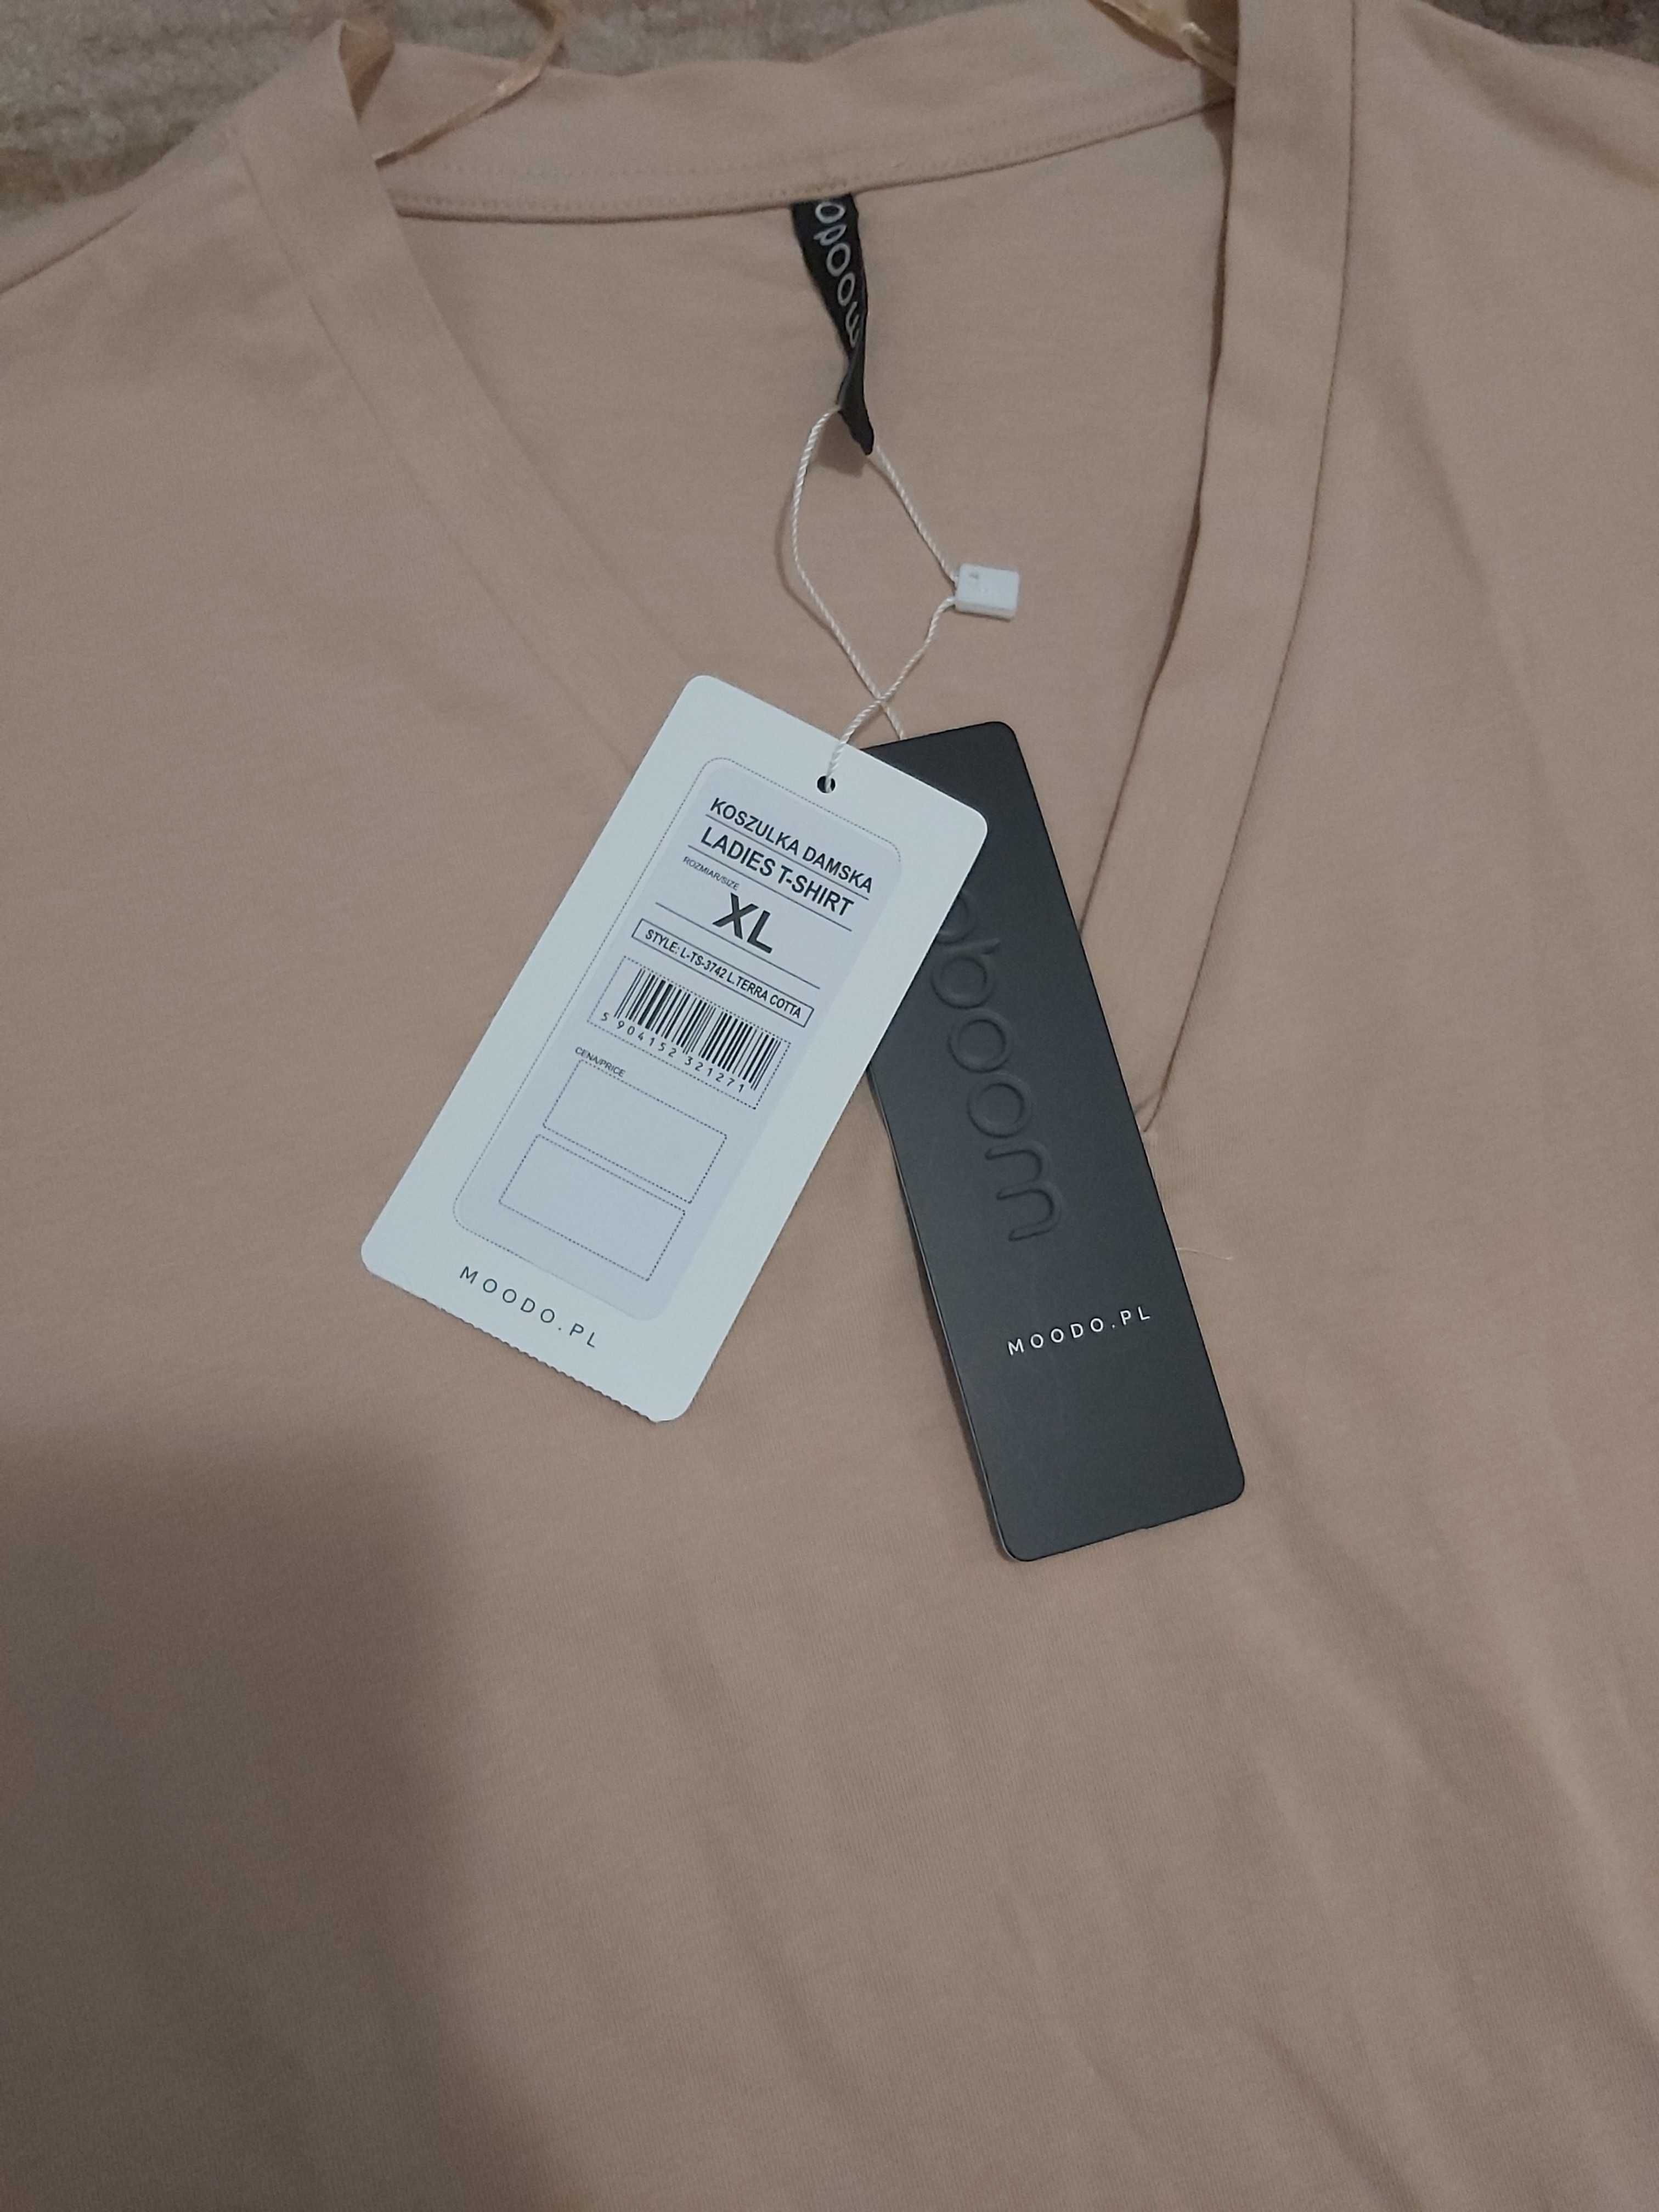 moodo
KOSZULKA DAMSKA
LADIES T-SHIRT
ROZMIAR/SIZE
XL
STYLE: L-TS-3742 L.TERRA COTTA
5 904152 321271
CENA/PRICE
MOODO.PL
moodo
MOODO.PL